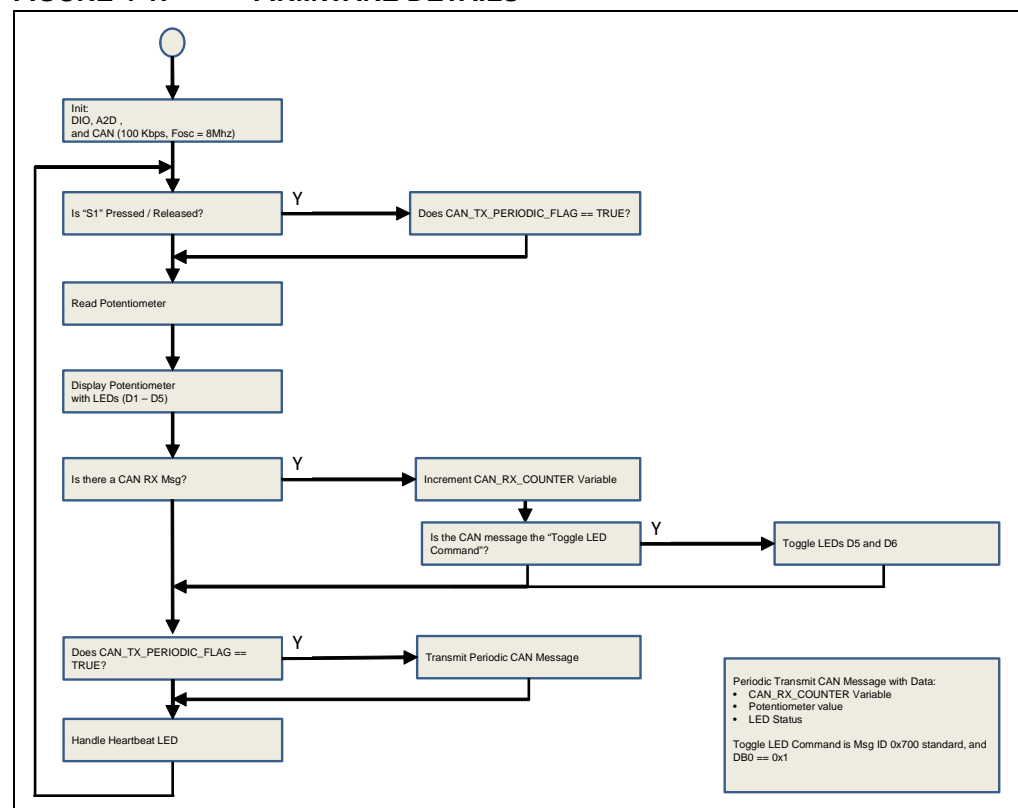 FIGURE 4-1: FIRMWARE DETAILS
Init:
DIO, A2D ,
and CAN (100 Kbps, Fosc = 8Mhz)
Is “S1” Pressed / Released?
Y
Does CAN_TX_PERIODIC_FLAG == TRUE?
Read Potentiometer
Display Potentiometer
with LEDs (D1 – D5)
Is there a CAN RX Msg?
Y
Increment CAN_RX_COUNTER Variable
Is the CAN message the “Toggle LED
Command”?
Y
Toggle LEDs D5 and D6
Does CAN_TX_PERIODIC_FLAG ==
TRUE?
Y
Transmit Periodic CAN Message
Handle Heartbeat LED
Periodic Transmit CAN Message with Data:
• CAN_RX_COUNTER Variable
• Potentiometer value
• LED Status
Toggle LED Command is Msg ID 0x700 standard, and
DB0 == 0x1